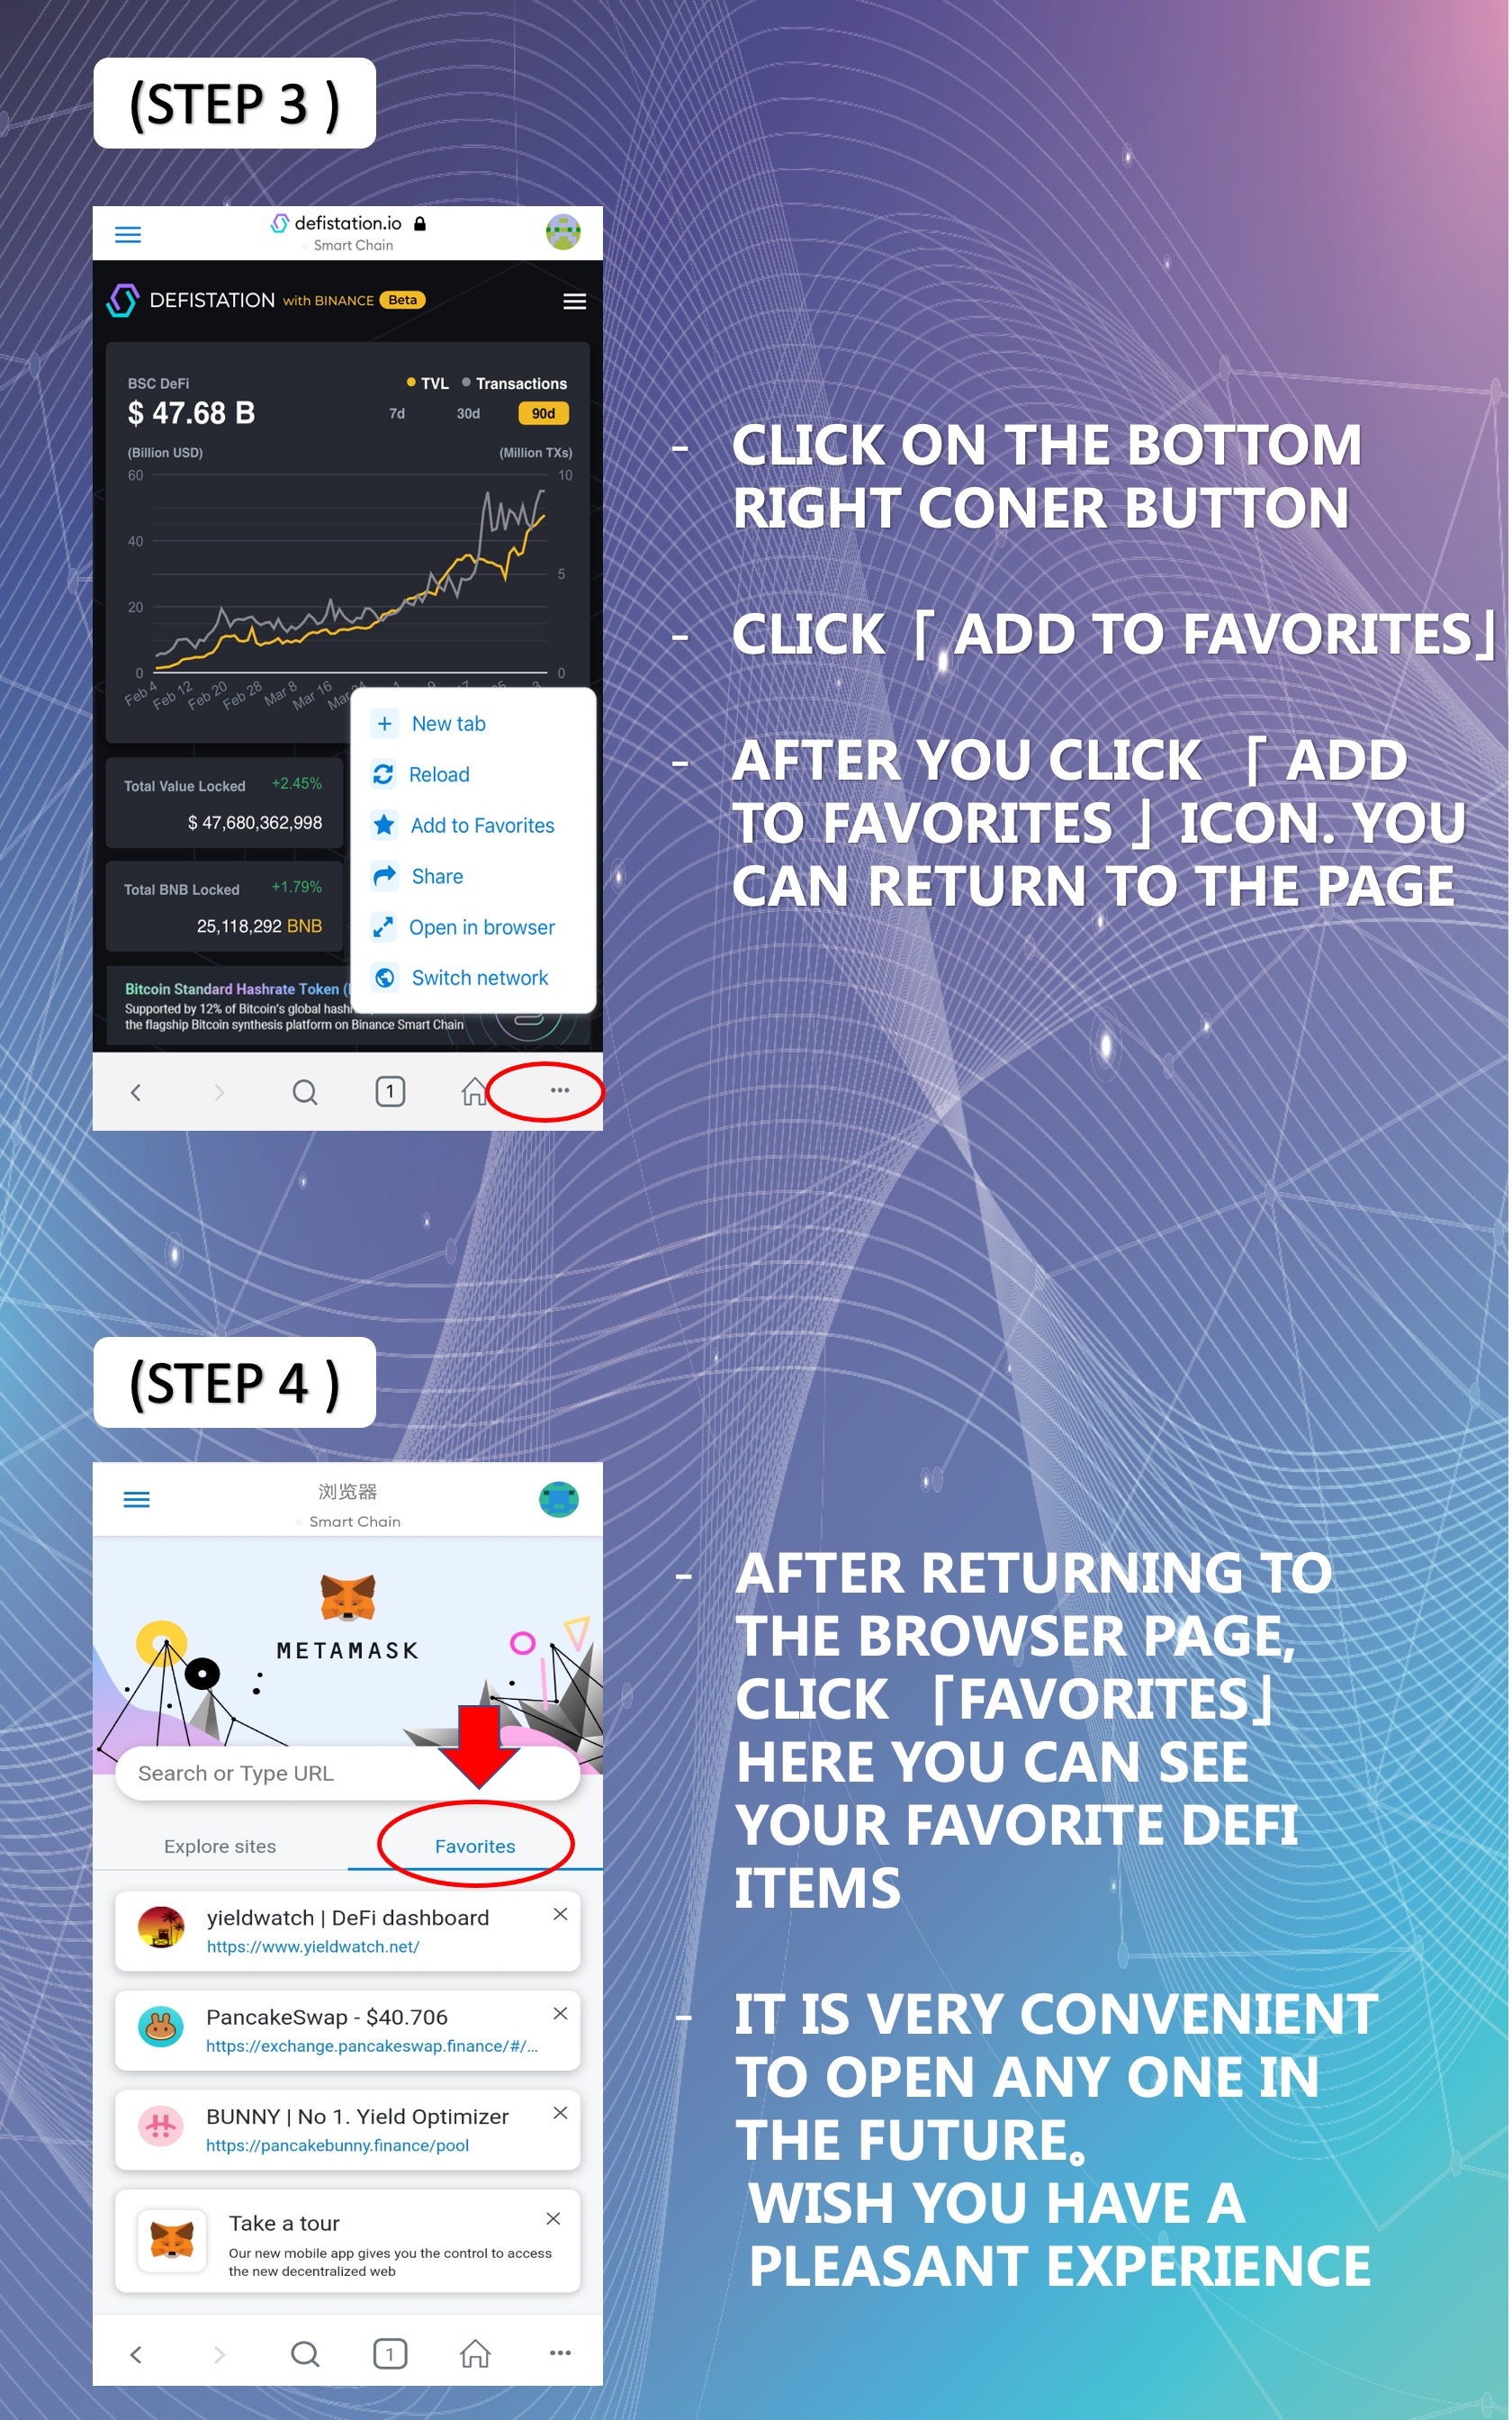 (STEP 3 )
defistation.io
Smart Chain
DEFISTATION with BINANCE Beta
BSC DeFi
TVL Transactions
$ 47.68 B
7d 30d 90d
(Billion USD) (Million TXs)
60 10
40
5
20
0 0
Feb 4 Feb 12 Feb 20 Feb 28 Mar 8 Mar 16
New tab
Reload
Add to Favorites
Share
Open in browser
Switch network
Total Value Locked +2.45%
$ 47,680,362,998
Total BNB Locked +1.79%
25,118,292 BNB
Bitcoin Standard Hashrate Token (
Supported by 12% of Bitcoin's global
the flagship Bitcoin synthesis platform on Binance Smart Chain
1
- CLICK ON THE BOTTOM
RIGHT CONER BUTTON
- CLICK「 ADD TO FAVORITES」
- AFTER YOU CLICK 「 ADD
TO FAVORITES 」 ICON. YOU
CAN RETURN TO THE PAGE
(STEP 4 )
浏览器
Smart Chain
METAMASK
Search or Type URL
Explore sites Favorites
yieldwatch | DeFi dashboard
https://www.yieldwatch.net/
PancakeSwap - $40.706
https://exchange.pancakeswap.finance/#/...
BUNNY | No 1. Yield Optimizer
https://pancakebunny.finance/pool
Take a tour
Our new mobile app gives you the control to access
the new decentralized web
1
- AFTER RETURNING TO
THE BROWSER PAGE,
CLICK 「FAVORITES」
HERE YOU CAN SEE
YOUR FAVORITE DEFI
ITEMS
- IT IS VERY CONVENIENT
TO OPEN ANY ONE IN
THE FUTURE。
WISH YOU HAVE A
PLEASANT EXPERIENCE